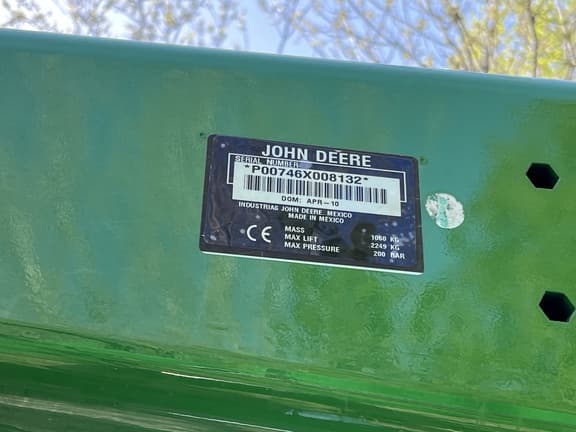 JOHN DEERE
SERIAL NUMBER
*P00746X008132*
DOM: APR-10
INDUSTRIAS JOHN DEERE, MEXICO
MADE IN MEXICO
CE
MASS 1060 KG
MAX LIFT 2249 KG
MAX PRESSURE 200 BAR